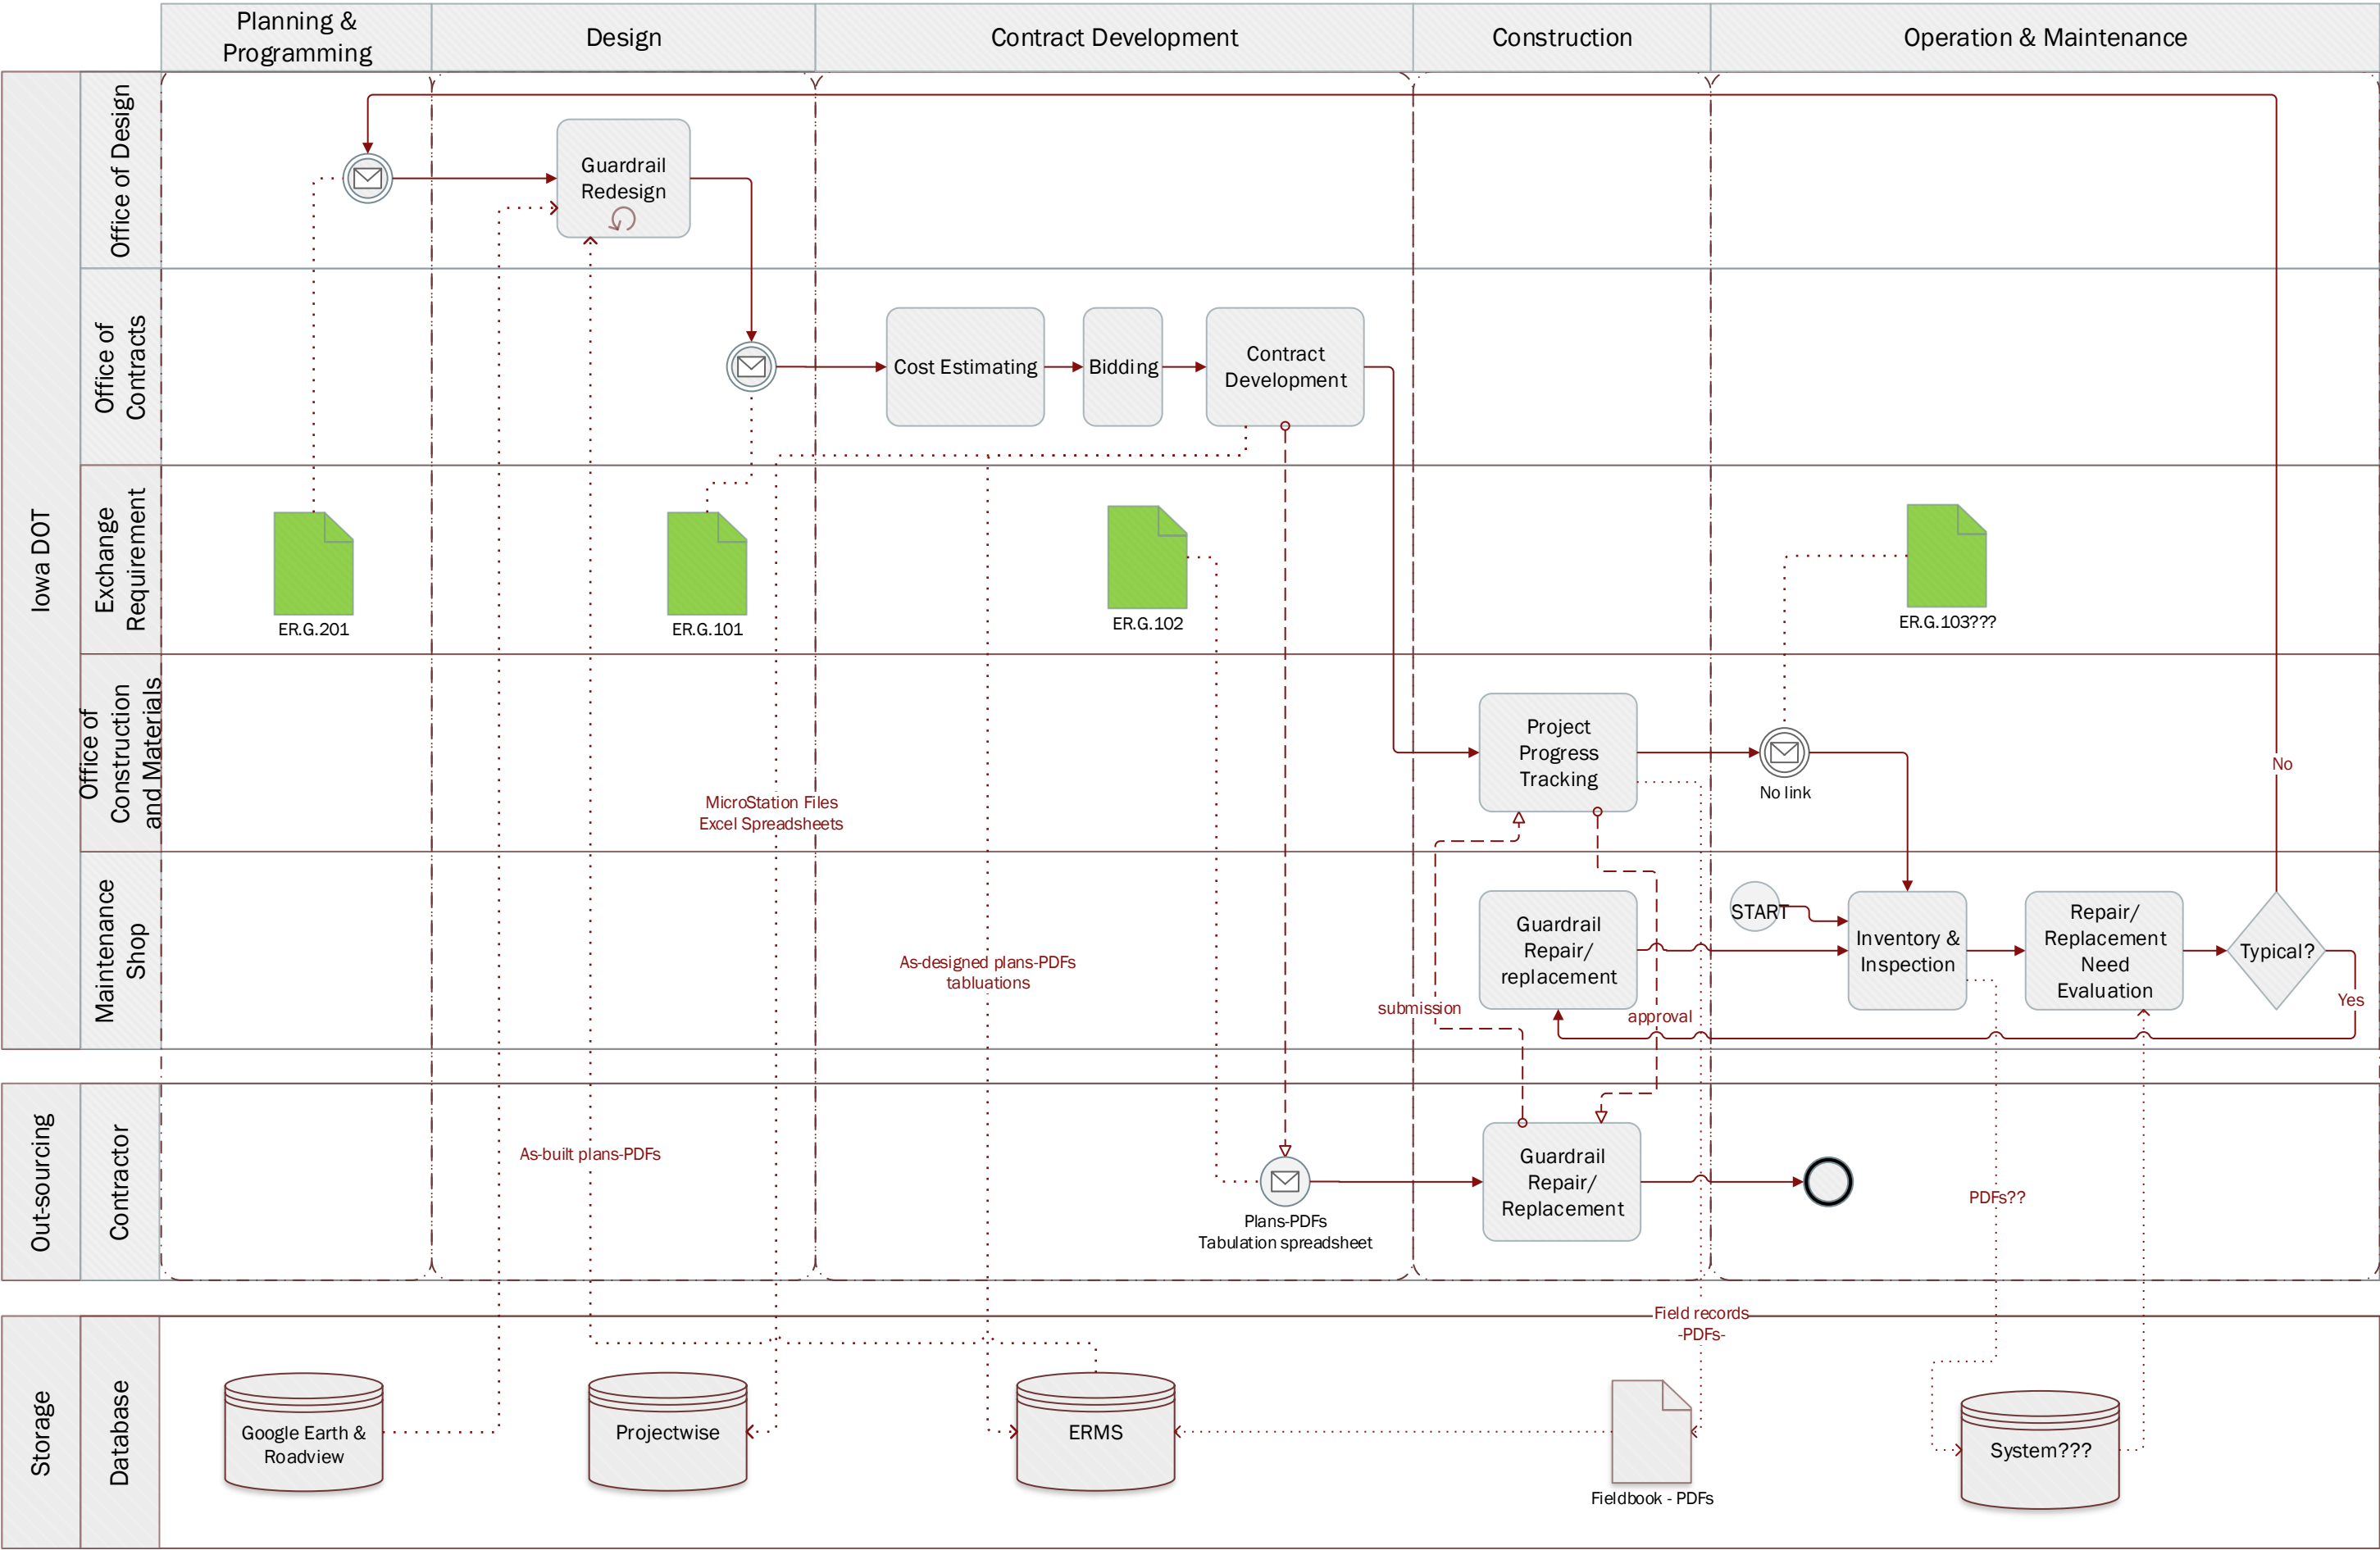 Planning &
Programming
Design
Contract Development
Construction
Operation & Maintenance
Iowa DOT
Office of Design
Guardrail
Redesign
Office of
Contracts
Cost Estimating
Bidding
Contract
Development
Exchange
Requirement
ER.G.201
ER.G.101
ER.G.102
ER.G.103???
Office of
Construction
and Materials
Project
Progress
Tracking
No link
No
MicroStation Files
Excel Spreadsheets
Maintenance
Shop
As-designed plans-PDFs
tabluations
Guardrail
Repair/
replacement
START
Inventory &
Inspection
Repair/
Replacement
Need
Evaluation
Typical?
Yes
submission
approval
Out-sourcing
Contractor
As-built plans-PDFs
Plans-PDFs
Tabulation spreadsheet
Guardrail
Repair/
Replacement
PDFs??
Field records
-PDFs-
Storage
Database
Google Earth &
Roadview
Projectwise
ERMS
Fieldbook - PDFs
System???